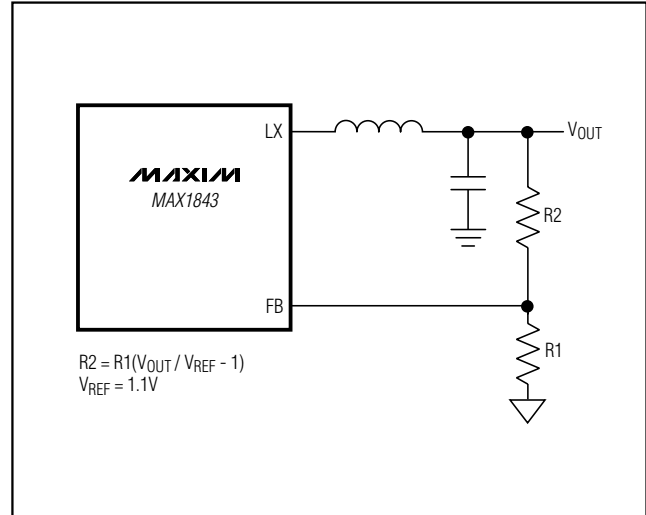 LX
VOUT
MAXIM
MAX1843
R2
FB
R1
R2 = R1(VOUT / VREF - 1)
VREF = 1.1V